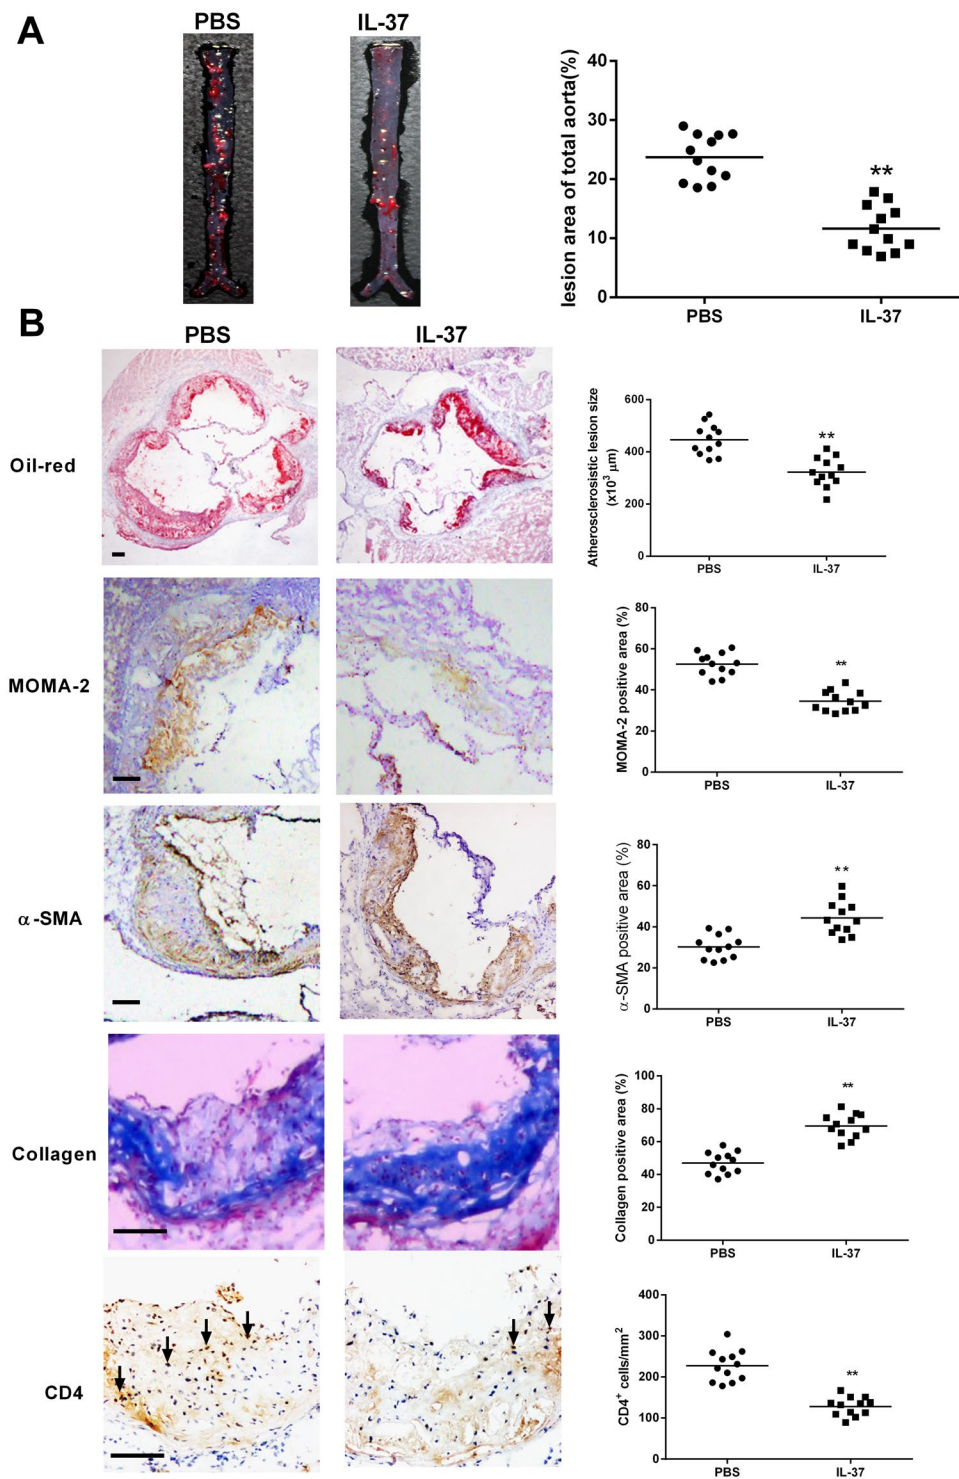 A
PBS
IL-37
lesion area of total aorta(%)
40
30
20
10
0
**
PBS
IL-37
B
PBS
IL-37
Oil-red
Atherosclerosistic lesion size
(x10³ µm)
600
400
200
0
**
PBS
IL-37
MOMA-2
MOMA-2 positive area (%)
80
60
40
20
0
**
PBS
IL-37
α-SMA
α-SMA positive area (%)
80
60
40
20
0
**
PBS
IL-37
Collagen
Collagen positive area (%)
100
80
60
40
20
0
**
PBS
IL-37
CD4
CD4⁺ cells/mm²
400
300
200
100
0
**
PBS
IL-37